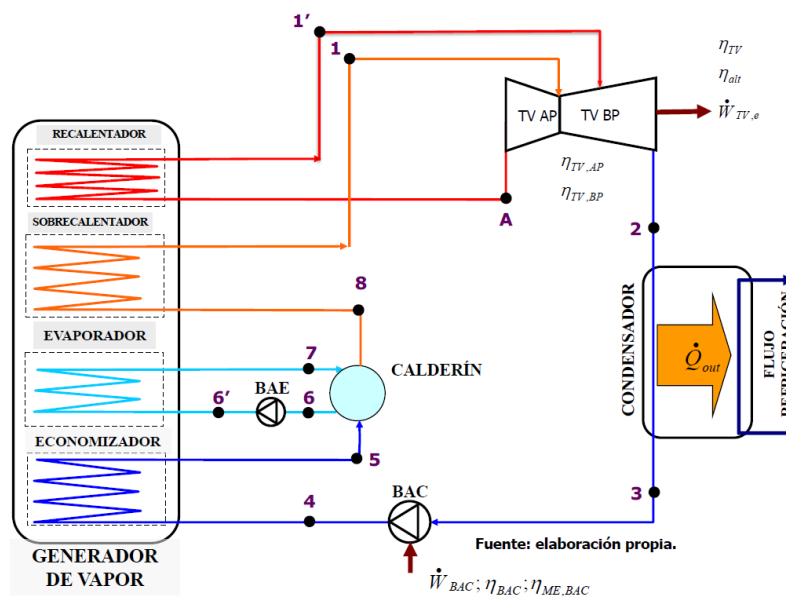 1'
1
η_TV
η_alt
Ẇ_TV,e
RECALENTADOR
TV AP
TV BP
η_TV,AP
η_TV,BP
A
SOBRECALENTADOR
2
8
EVAPORADOR
7
CALDERÍN
6'
BAE
6
CONDENSADOR
Q̇_out
FLUJO
REFRIGERACIÓN
ECONOMIZADOR
5
4
BAC
3
GENERADOR
DE VAPOR
Fuente: elaboración propia.
Ẇ_BAC; η_BAC; η_ME,BAC